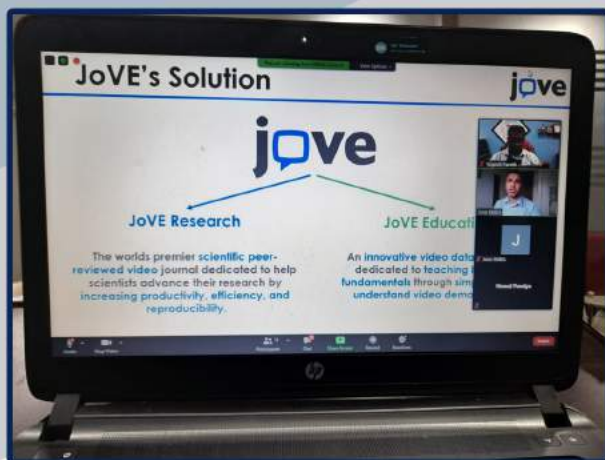 JoVE's Solution
jove
jove
JoVE Research
JoVE Educati
The worlds premier scientific peer-
reviewed video journal dedicated to help
scientists advance their research by
increasing productivity, efficiency, and
reproducibility.
An innovative video data
dedicated to teaching
fundamentals through sim
understand video dem
J
hp